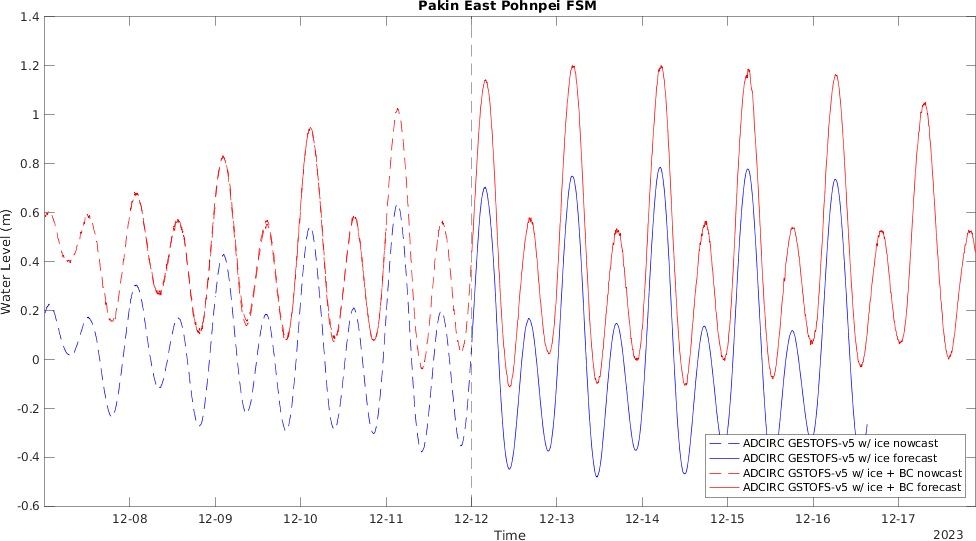 Pakin East Pohnpei FSM
1.4
1.2
1
0.8
0.6
0.4
0.2
0
-0.2
-0.4
-0.6
Water Level (m)
ADCIRC GESTOFS-v5 w/ ice nowcast
ADCIRC GESTOFS-v5 w/ ice forecast
ADCIRC GSTOFS-v5 w/ ice + BC nowcast
ADCIRC GSTOFS-v5 w/ ice + BC forecast
12-08 12-09 12-10 12-11 12-12 12-13 12-14 12-15 12-16 12-17
Time
2023